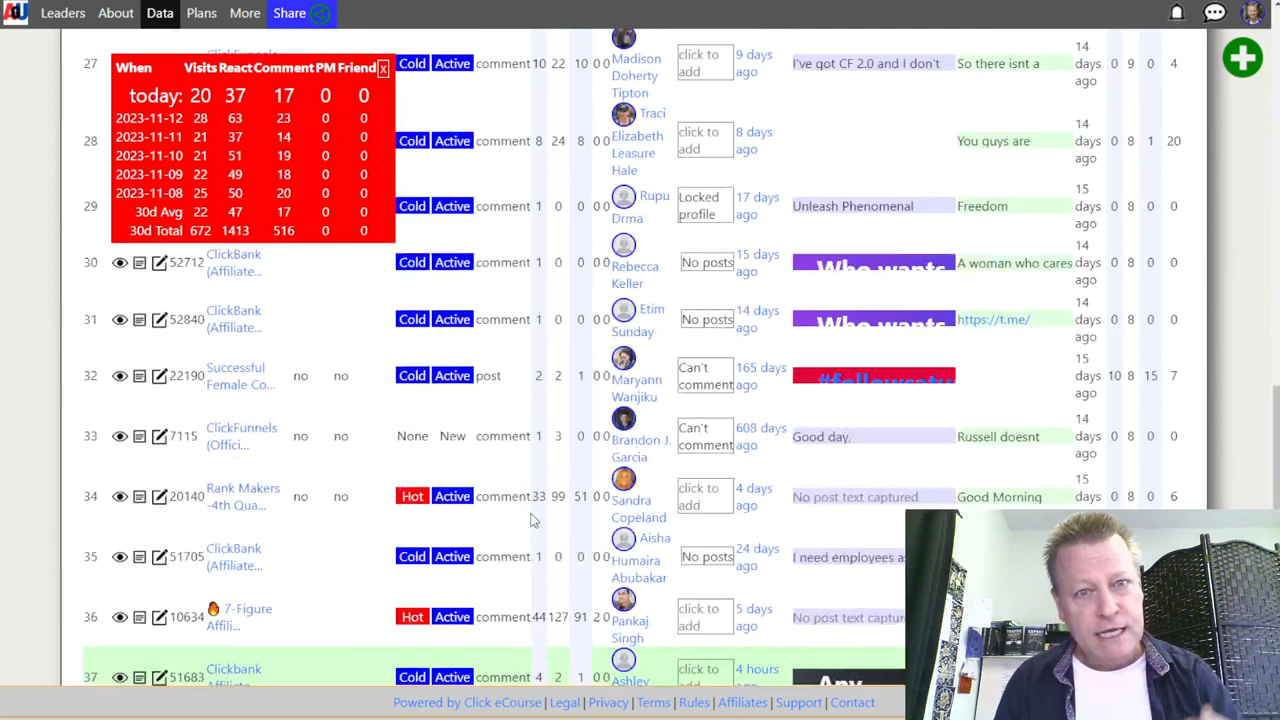 Leaders About Data Plans More Share
When Visits React Comment PM Friend X
today: 20 37 17 0 0
2023-11-12 28 63 23 0 0
2023-11-11 21 37 14 0 0
2023-11-10 21 51 19 0 0
2023-11-09 22 49 18 0 0
2023-11-08 25 50 20 0 0
30d Avg 22 47 17 0 0
30d Total 672 1413 516 0 0
27 Cold Active comment 10 22 10 Madison Doherty Tipton click to add 9 days ago I've got CF 2.0 and I don't So there isnt a 14 days ago 0 9 0 4
28 Cold Active comment 8 24 8 0 0 Traci Elizabeth Leasure Hale click to add 8 days ago You guys are 14 days ago 0 8 1 20
29 Cold Active comment 1 0 0 0 0 Rupu Drma Locked profile 17 days ago Unleash Phenomenal Freedom 15 days ago 0 8 0 0
30 52712 ClickBank (Affiliate... Cold Active comment 1 0 0 0 0 Rebecca Keller No posts 15 days ago Who wants A woman who cares 14 days ago 0 8 0 0
31 52840 ClickBank (Affiliate... Cold Active comment 1 0 0 0 0 Etim Sunday No posts 14 days ago Who wants https://t.me/ 14 days ago 0 8 0 0
32 22190 Successful Female Co... no no Cold Active post 2 2 1 0 0 Maryann Wanjiku Can't comment 165 days ago 15 days ago 10 8 15 7
33 7115 ClickFunnels (Offici... no no None New comment 1 3 0 0 0 Brandon J. Garcia Can't comment 608 days ago Good day, Russell doesnt 14 days ago 0 8 0 0
34 20140 Rank Makers -4th Qua... no no Hot Active comment 33 99 51 0 0 Sandra Copeland click to add 4 days ago No post text captured Good Morning 15 days ago 0 8 0 6
35 51705 ClickBank (Affiliate... Cold Active comment 1 0 0 0 0 Aisha Humaira Abubakar No posts 24 days ago I need employees as
36 10634 🔥 7-Figure Affili... Hot Active comment 44 127 91 2 0 Pankaj Singh click to add 5 days ago No post text captured
37 51683 Clickbank Cold Active comment 4 2 1 0 0 Ashley click to add 4 hours ago Any
Powered by Click eCourse | Legal | Privacy | Terms | Rules | Affiliates | Support | Contact